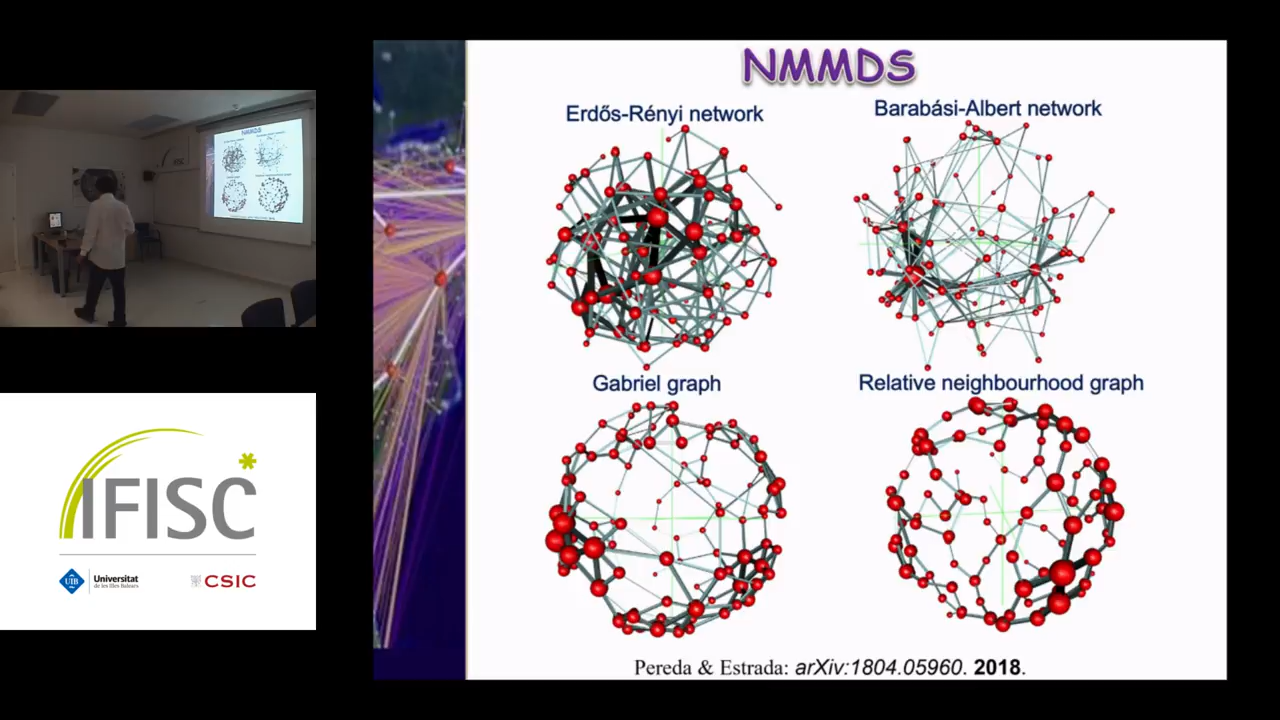 NMMDS
Erdős-Rényi network
Barabási-Albert network
Gabriel graph
Relative neighbourhood graph
Pereda & Estrada: arXiv:1804.05960. 2018.
IFISC
UIB
Universitat
de les Illes Balears
CSIC